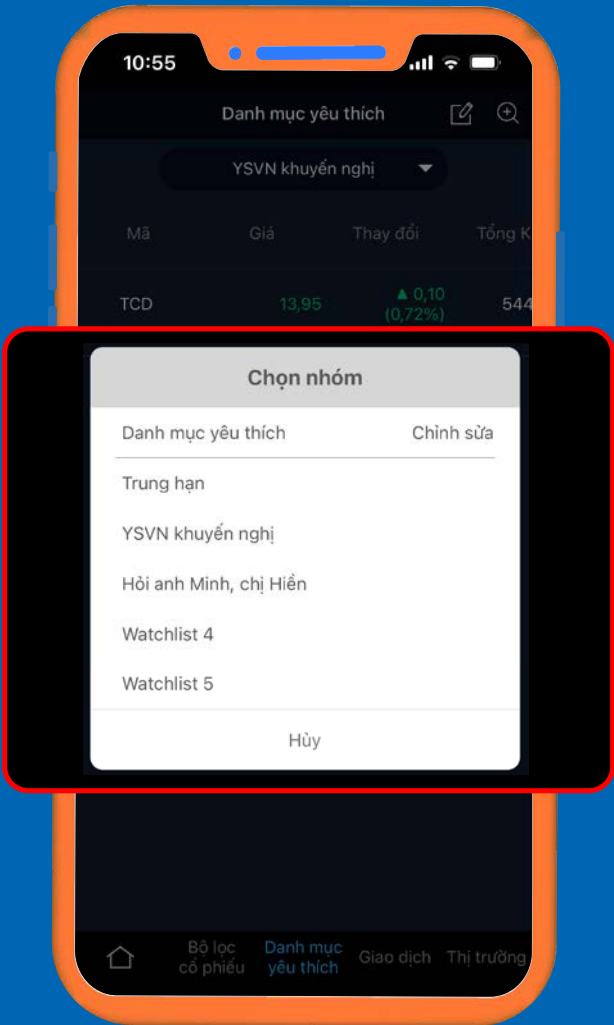 10:55
Danh mục yêu thích
YSVN khuyến nghị
Mã Giá Thay đổi Tổng K
TCD 13,95 ▲ 0,10 544
(0,72%)
Chọn nhóm
Danh mục yêu thích Chỉnh sửa
Trung hạn
YSVN khuyến nghị
Hỏi anh Minh, chị Hiền
Watchlist 4
Watchlist 5
Hủy
Bộ lọc Danh mục Giao dịch Thị trường
cổ phiếu yêu thích